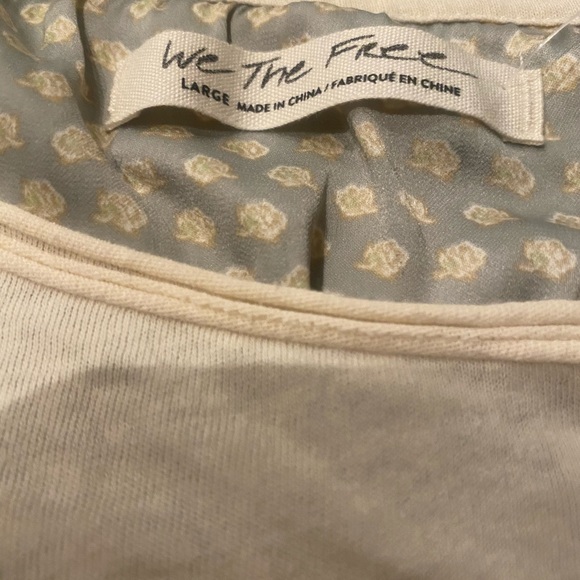 We The Free
LARGE MADE IN CHINA / FABRIQUÉ EN CHINE